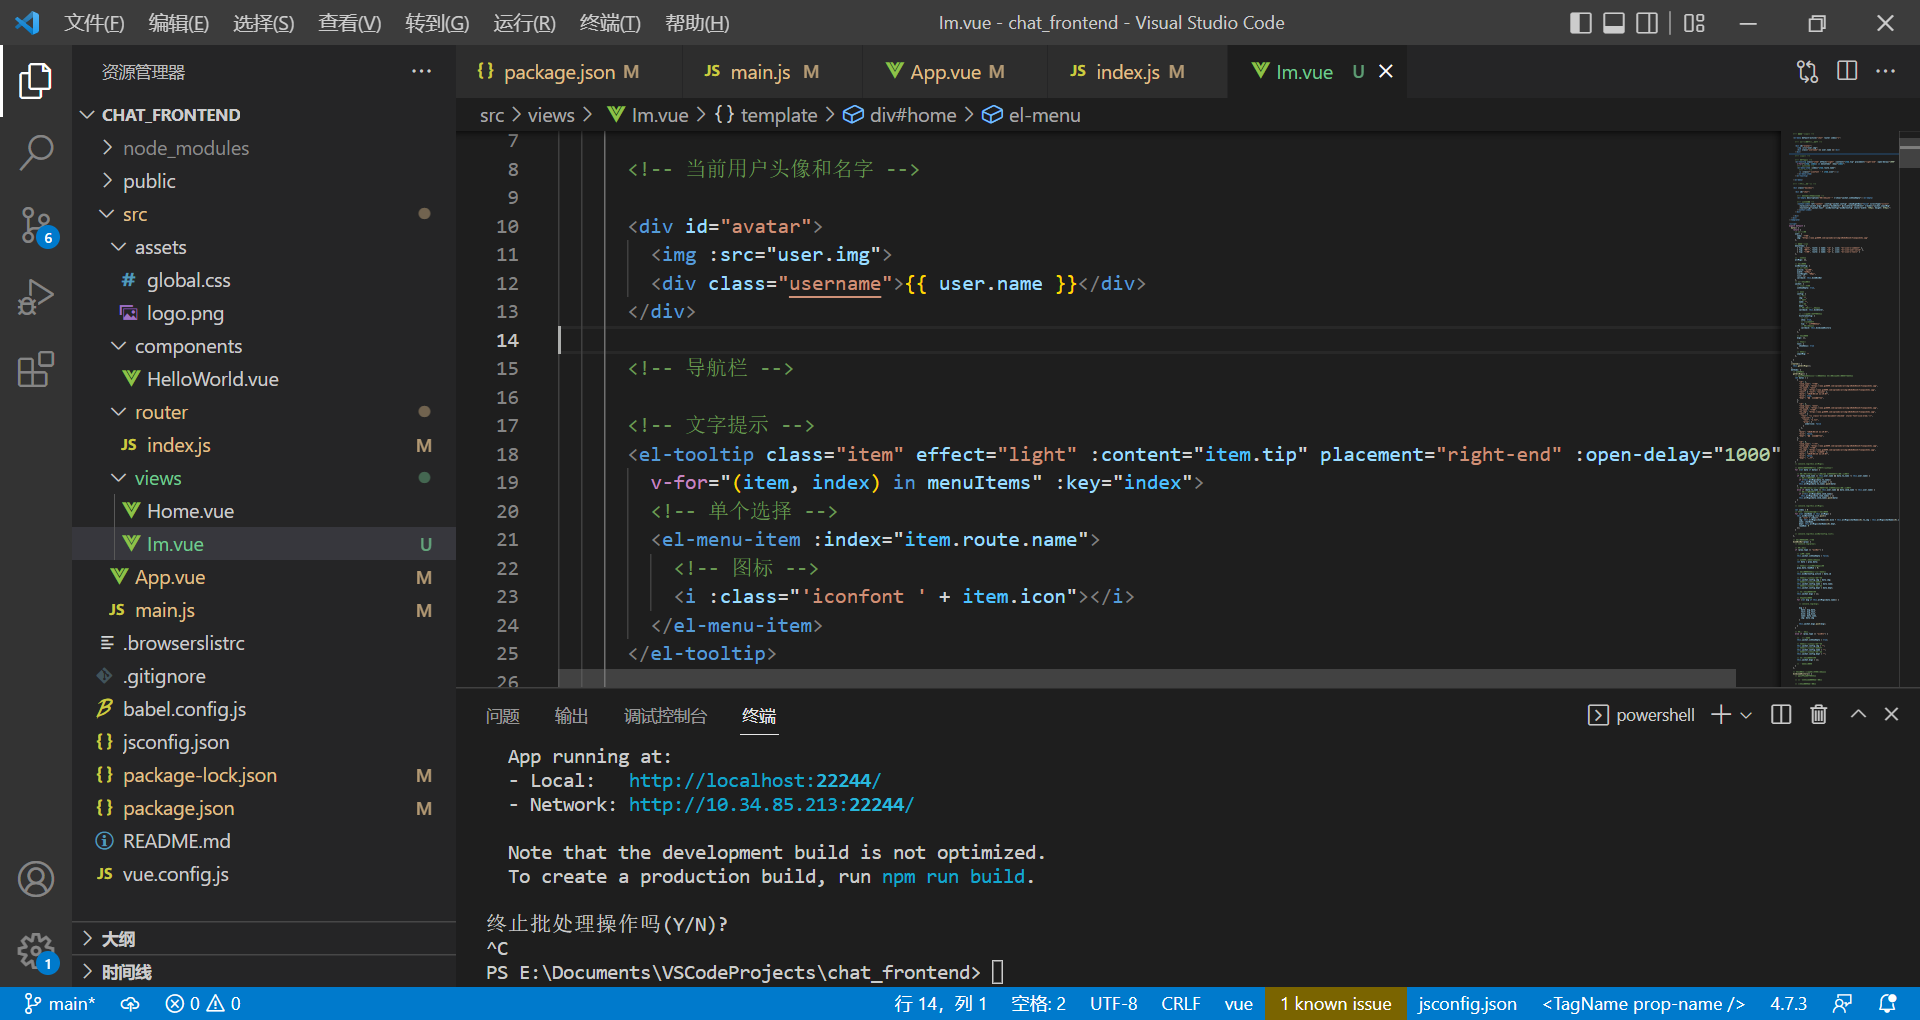 文件(F) 编辑(E) 选择(S) 查看(V) 转到(G) 运行(R) 终端(T) 帮助(H) Im.vue - chat_frontend - Visual Studio Code
资源管理器
CHAT_FRONTEND
node_modules
public
src
assets
# global.css
logo.png
components
HelloWorld.vue
router
JS index.js M
views
Home.vue
Im.vue U
App.vue M
JS main.js M
.browserslistrc
.gitignore
babel.config.js
{} jsconfig.json
{} package-lock.json M
{} package.json M
README.md
JS vue.config.js
大纲
时间线
6
1
{} package.json M JS main.js M App.vue M JS index.js M Im.vue U
src > views > Im.vue > {} template > div#home > el-menu
7
8 <!-- 当前用户头像和名字 -->
9
10 <div id="avatar">
11 <img :src="user.img">
12 <div class="username">{{ user.name }}</div>
13 </div>
14
15 <!-- 导航栏 -->
16
17 <!-- 文字提示 -->
18 <el-tooltip class="item" effect="light" :content="item.tip" placement="right-end" :open-delay="1000"
19 v-for="(item, index) in menuItems" :key="index">
20 <!-- 单个选择 -->
21 <el-menu-item :index="item.route.name">
22 <!-- 图标 -->
23 <i :class="'iconfont ' + item.icon"></i>
24 </el-menu-item>
25 </el-tooltip>
26
问题 输出 调试控制台 终端 powershell
App running at:
- Local: http://localhost:22244/
- Network: http://10.34.85.213:22244/
Note that the development build is not optimized.
To create a production build, run npm run build.
终止批处理操作吗(Y/N)?
^C
PS E:\Documents\VSCodeProjects\chat_frontend>
main* 0 0 行 14，列 1 空格: 2 UTF-8 CRLF vue 1 known issue jsconfig.json <TagName prop-name /> 4.7.3